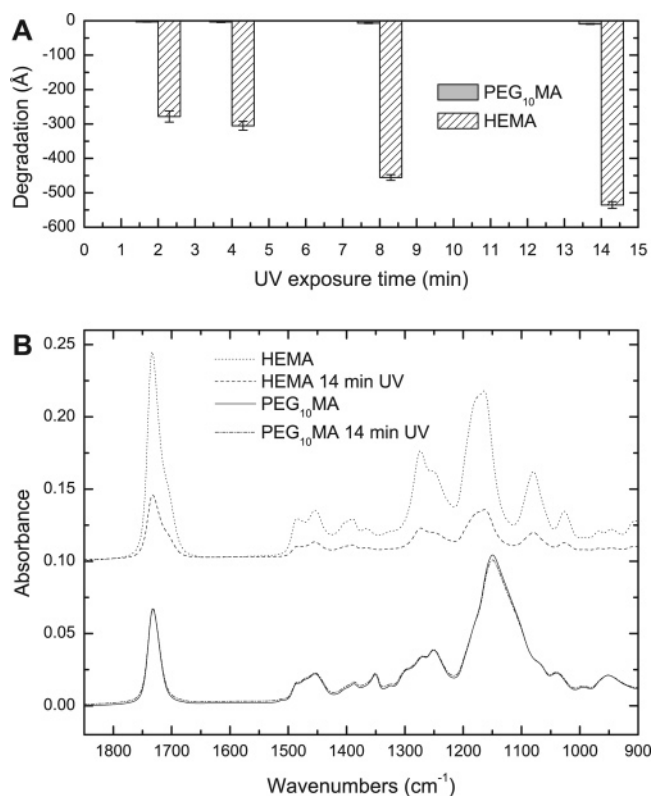 A
0
-100
-200
-300
-400
-500
-600
Degradation (Å)
PEG₁₀MA
HEMA
0 1 2 3 4 5 6 7 8 9 10 11 12 13 14 15
UV exposure time (min)
B
0.25
0.20
0.15
0.10
0.05
0.00
Absorbance
HEMA
HEMA 14 min UV
PEG₁₀MA
PEG₁₀MA 14 min UV
1800 1700 1600 1500 1400 1300 1200 1100 1000 900
Wavenumbers (cm⁻¹)